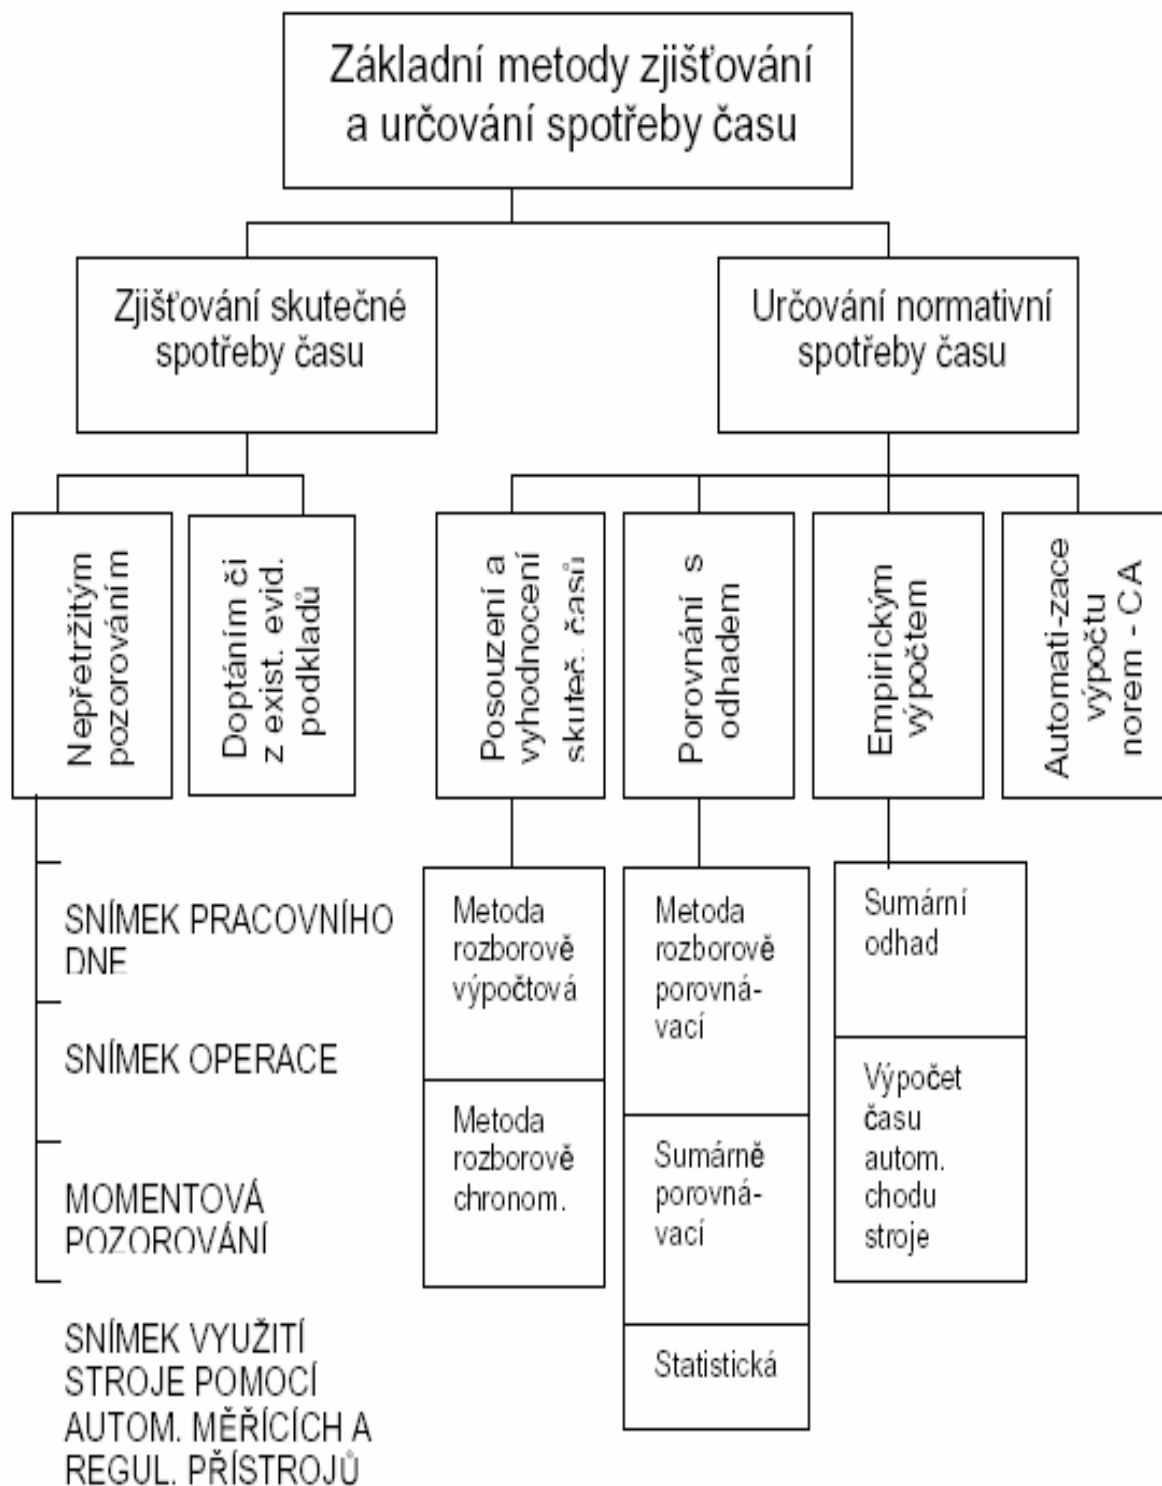 Základní metody zjišťování
a určování spotřeby času
Zjišťování skutečné
spotřeby času
Určování normativní
spotřeby času
Nepřetržitým
pozorováním
Doptáním či
z exist. evid.
podkladů
Posouzení a
vyhodnocení
skuteč. časů
Porovnání s
odhadem
Empirickým
výpočtem
Automati-zace
výpočtu
norem - CA
SNÍMEK PRACOVNÍHO
DNE
SNÍMEK OPERACE
MOMENTOVÁ
POZOROVÁNÍ
SNÍMEK VYUŽITÍ
STROJE POMOCÍ
AUTOM. MĚŘÍCÍCH A
REGUL. PŘÍSTROJŮ
Metoda
rozborově
výpočtová
Metoda
rozborově
chronom.
Metoda
rozborově
porovná-
vací
Sumárně
porovná-
vací
Statistická
Sumární
odhad
Výpočet
času
autom.
chodu
stroje